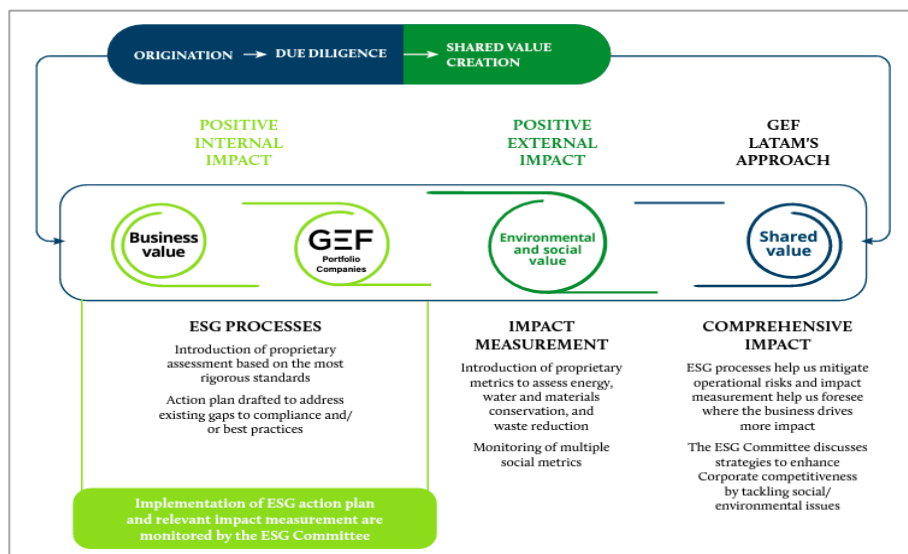 ORIGINATION → DUE DILIGENCE → SHARED VALUE
CREATION
POSITIVE
INTERNAL
IMPACT
POSITIVE
EXTERNAL
IMPACT
GEF
LATAM'S
APPROACH
Business
value
GEF
Portfolio
Companies
Environmental
and social
value
Shared
value
ESG PROCESSES
Introduction of proprietary
assessment based on the most
rigorous standards
Action plan drafted to address
existing gaps to compliance and/
or best practices
IMPACT
MEASUREMENT
Introduction of proprietary
metrics to assess energy,
water and materials
conservation, and
waste reduction
Monitoring of multiple
social metrics
COMPREHENSIVE
IMPACT
ESG processes help us mitigate
operational risks and impact
measurement help us foresee
where the business drives
more impact
The ESG Committee discusses
strategies to enhance
Corporate competitiveness
by tackling social/
environmental issues
Implementation of ESG action plan
and relevant impact measurement are
monitored by the ESG Committee